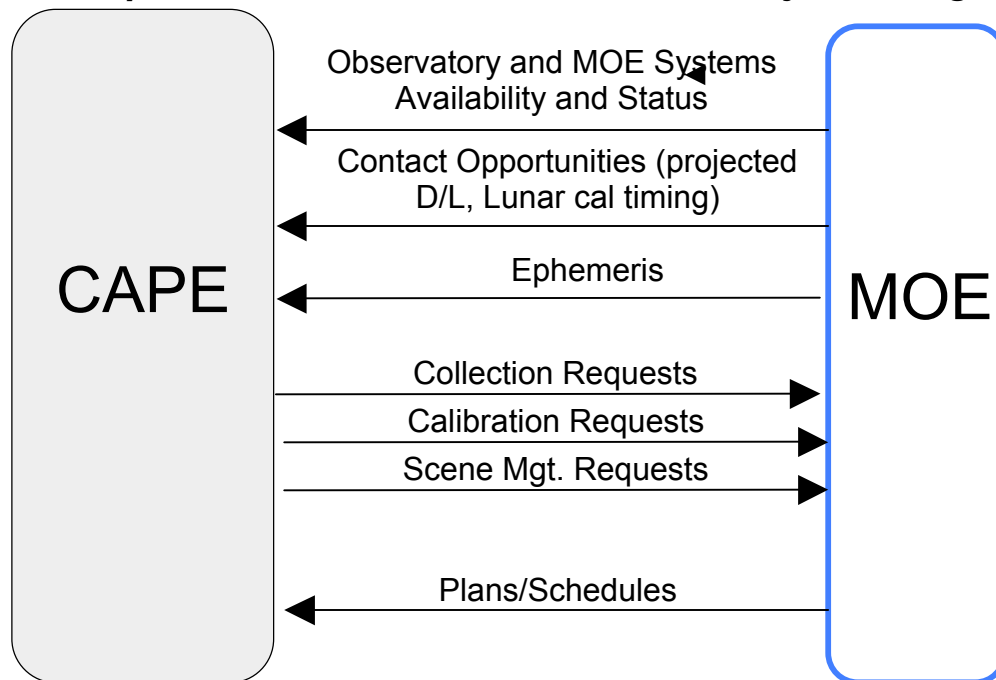 Observatory and MOE Systems
Availability and Status
Contact Opportunities (projected
D/L, Lunar cal timing)
CAPE
Ephemeris
MOE
Collection Requests
Calibration Requests
Scene Mgt. Requests
Plans/Schedules